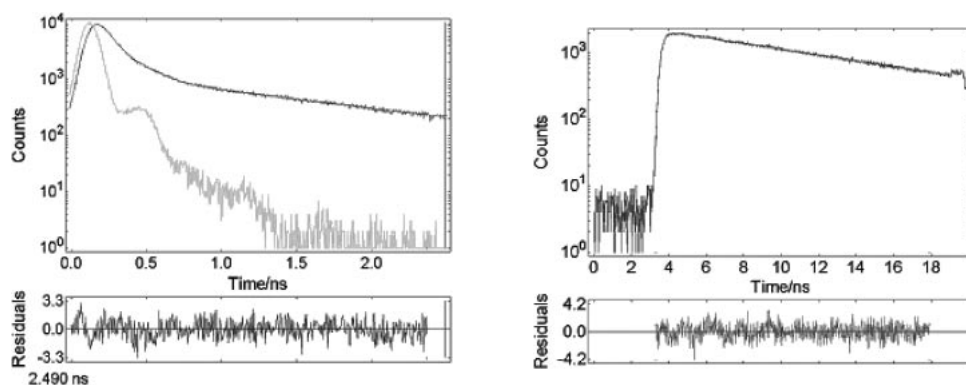 10⁴
10³
10²
10¹
10⁰
Counts
0.0 0.5 1.0 1.5 2.0
Time/ns
3.3
0.0
-3.3
Residuals
2.490 ns
10³
10²
10¹
10⁰
Counts
0 2 4 6 8 10 12 14 16 18 20
Time/ns
4.2
0.0
-4.2
Residuals